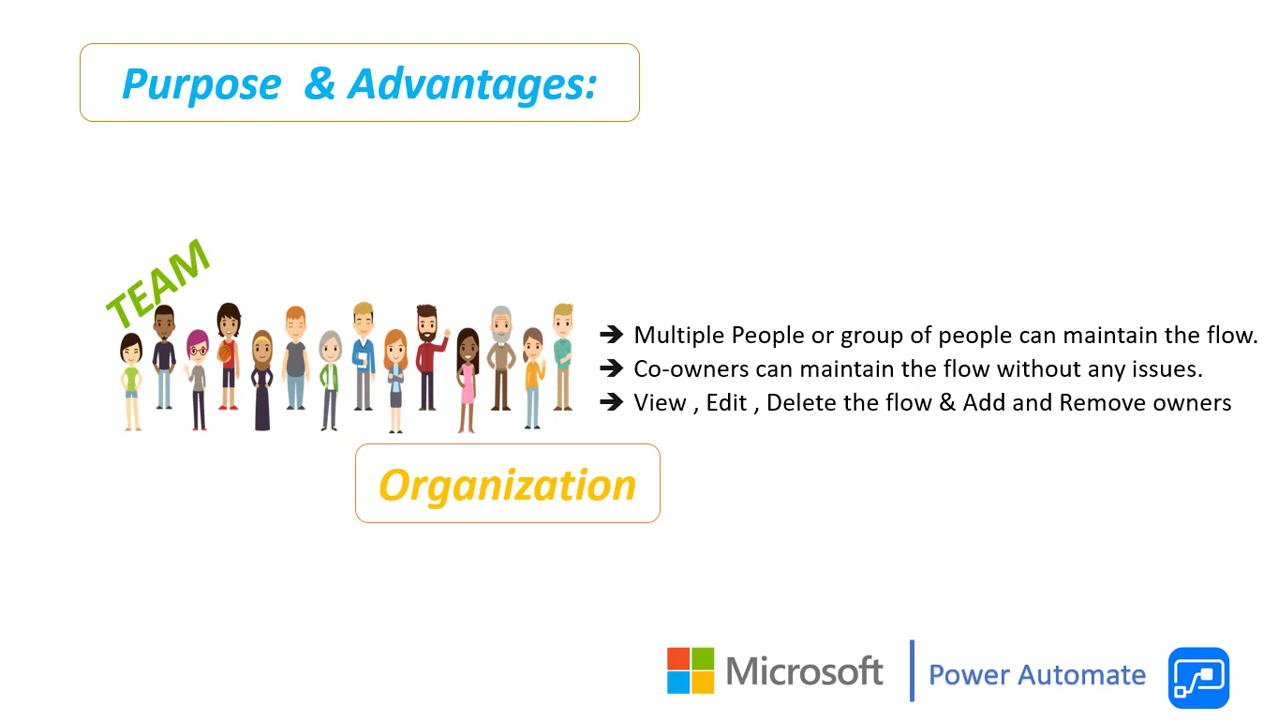 Purpose & Advantages:
TEAM
➔ Multiple People or group of people can maintain the flow.
➔ Co-owners can maintain the flow without any issues.
➔ View , Edit , Delete the flow & Add and Remove owners
Organization
Microsoft | Power Automate